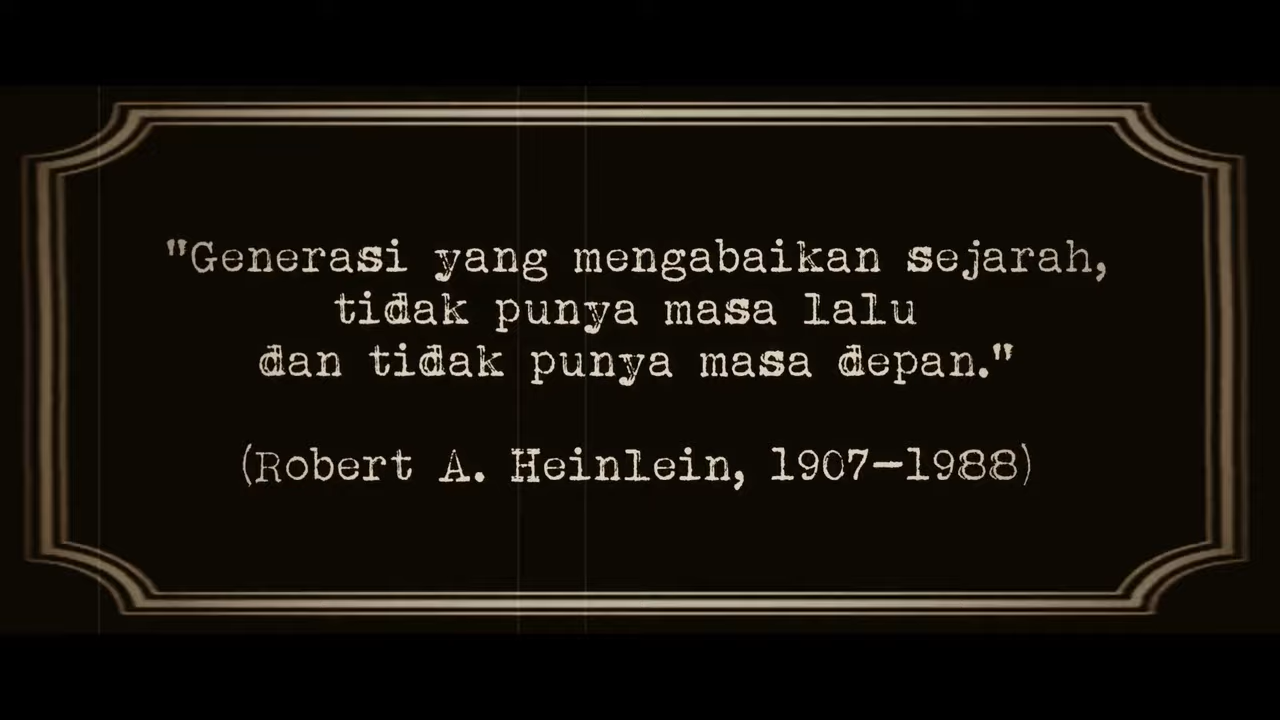 "Generasi yang mengabaikan sejarah,
tidak punya masa lalu
dan tidak punya masa depan."
(Robert A. Heinlein, 1907–1988)